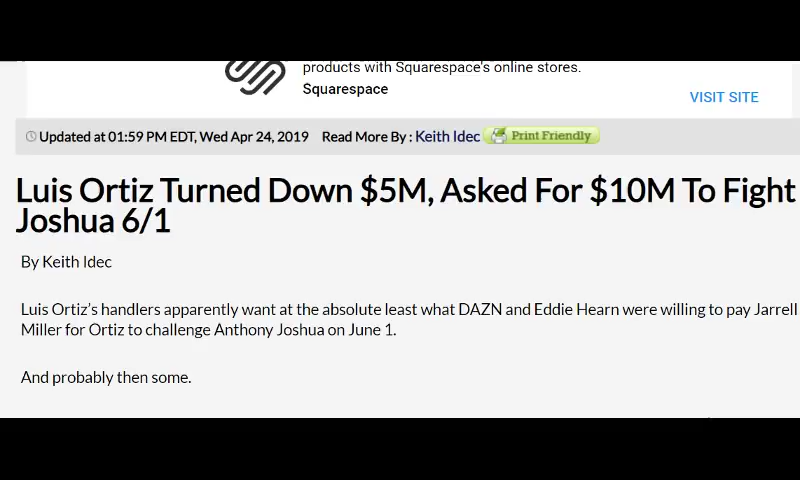 products with Squarespace's online stores.
Squarespace
VISIT SITE
Updated at 01:59 PM EDT, Wed Apr 24, 2019 Read More By : Keith Idec Print Friendly
Luis Ortiz Turned Down $5M, Asked For $10M To Fight
Joshua 6/1
By Keith Idec
Luis Ortiz’s handlers apparently want at the absolute least what DAZN and Eddie Hearn were willing to pay Jarrell
Miller for Ortiz to challenge Anthony Joshua on June 1.
And probably then some.